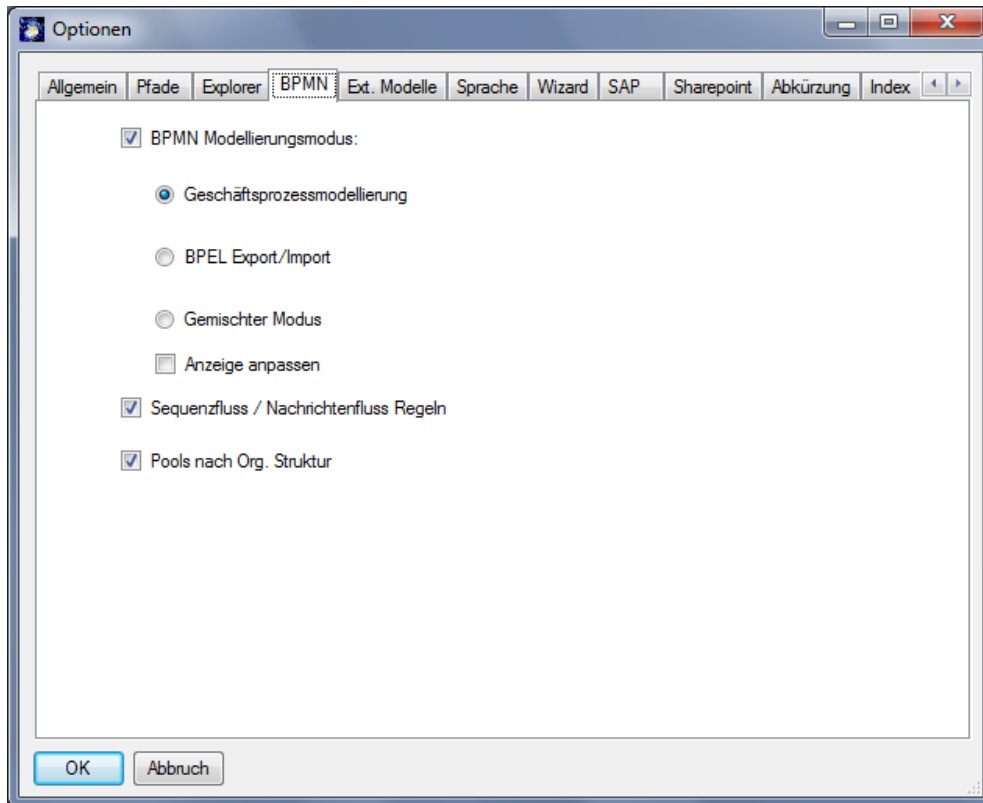 Optionen
Allgemein Pfade Explorer BPMN Ext. Modelle Sprache Wizard SAP Sharepoint Abkürzung Index
BPMN Modellierungsmodus:
Geschäftsprozessmodellierung
BPEL Export/Import
Gemischter Modus
Anzeige anpassen
Sequenzfluss / Nachrichtenfluss Regeln
Pools nach Org. Struktur
OK Abbruch